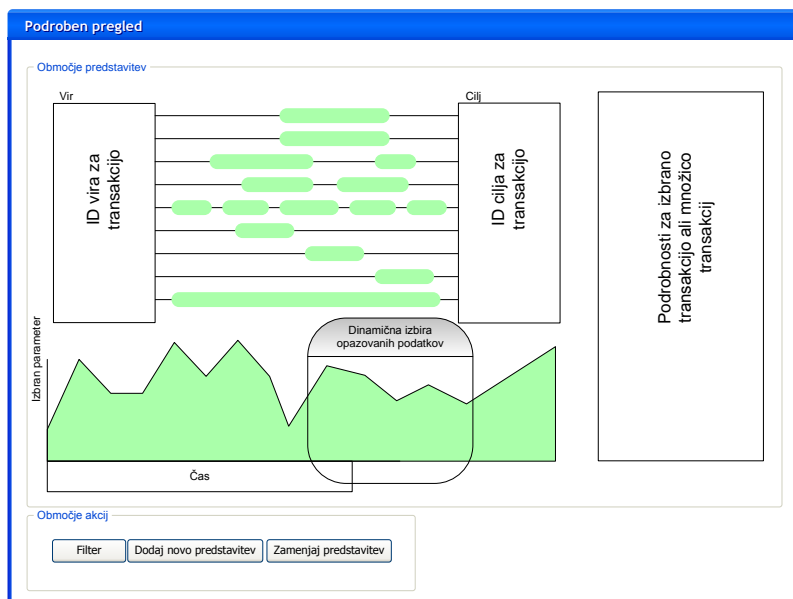 Podroben pregled
Območje predstavitev
Vir
Cilj
ID vira za
transakcijo
ID cilja za
transakcijo
Podrobnosti za izbrano
transakcijo ali množico
transakcij
Dinamična izbira
opazovanih podatkov
Izbran parameter
Čas
Območje akcij
Filter
Dodaj novo predstavitev
Zamenjaj predstavitev